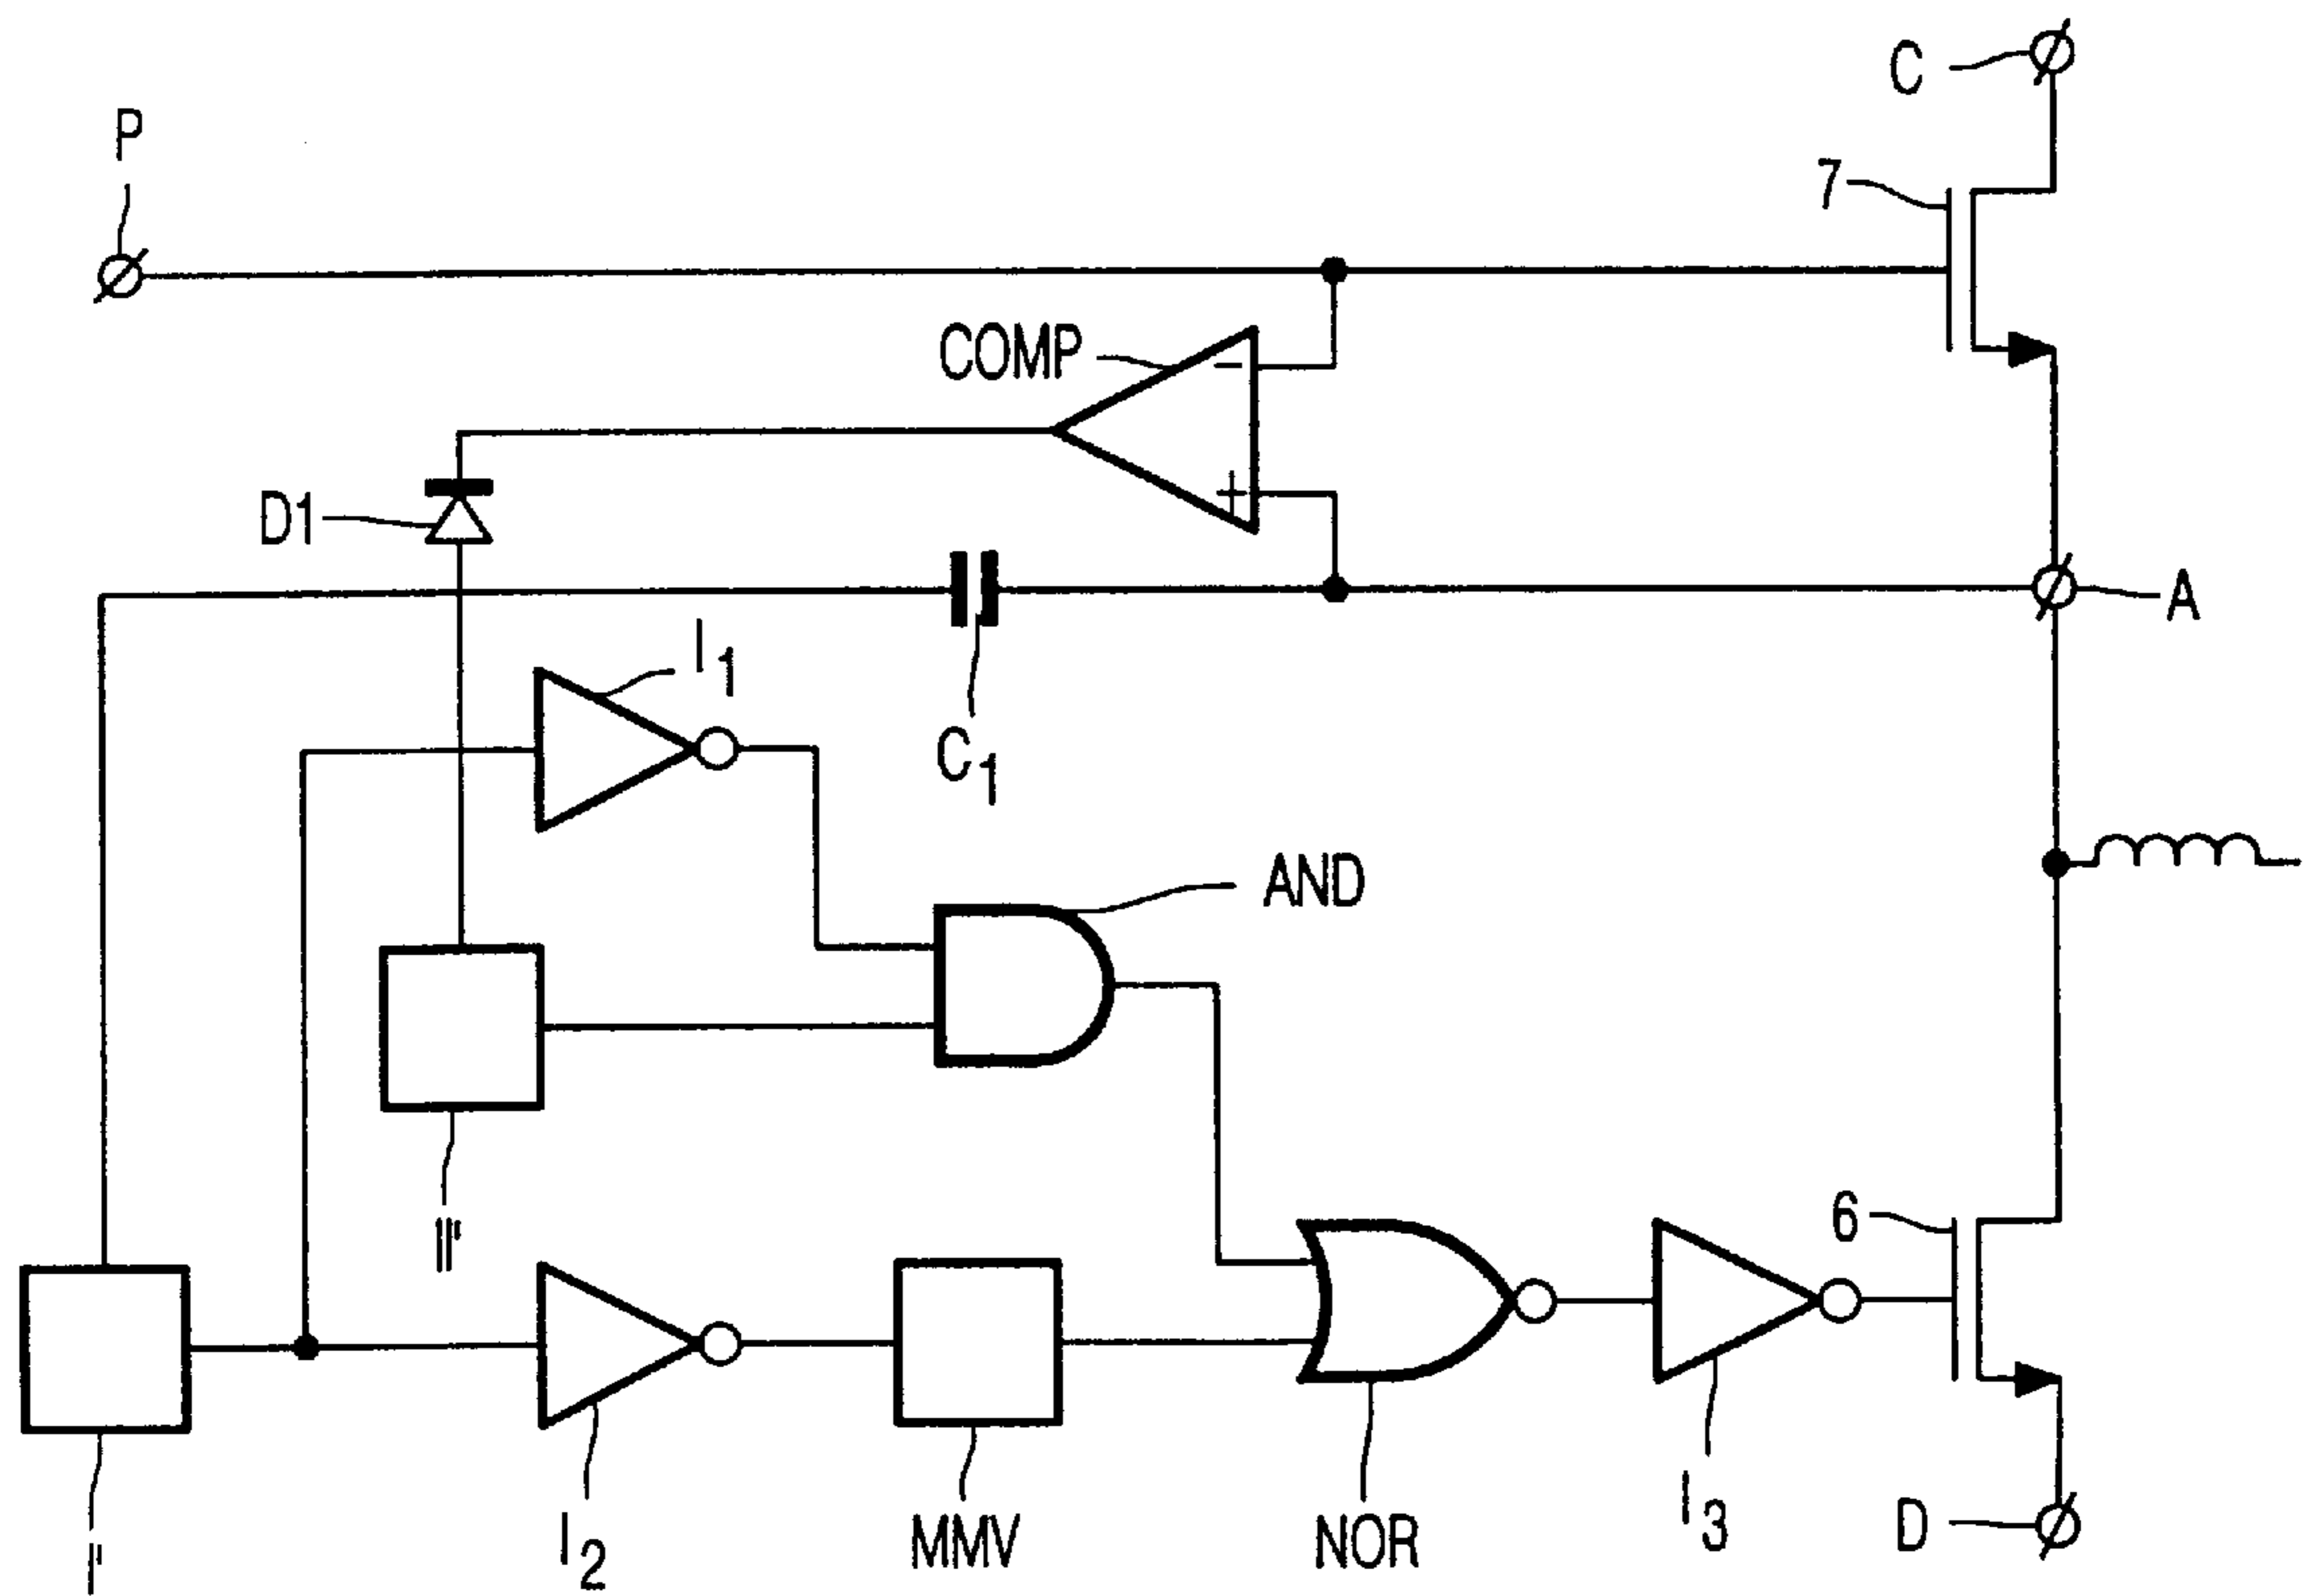 C
P
7
COMP
-
+
D1
A
I1
C1
AND
II'
6
I'
I2
MMV
NOR
I3
D